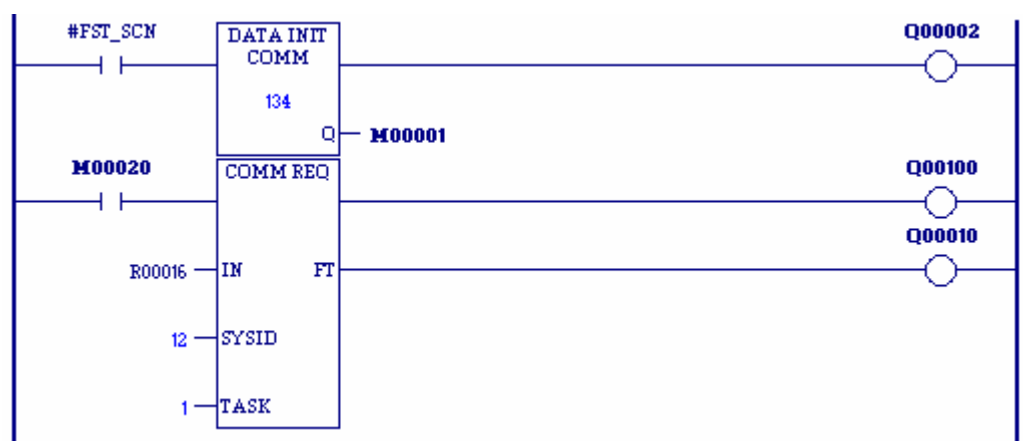 #FST_SCN DATA INIT Q00002
COMM
134
Q M00001
M00020 COMM REQ Q00100
Q00010
R00016 IN FT
12 SYSID
1 TASK